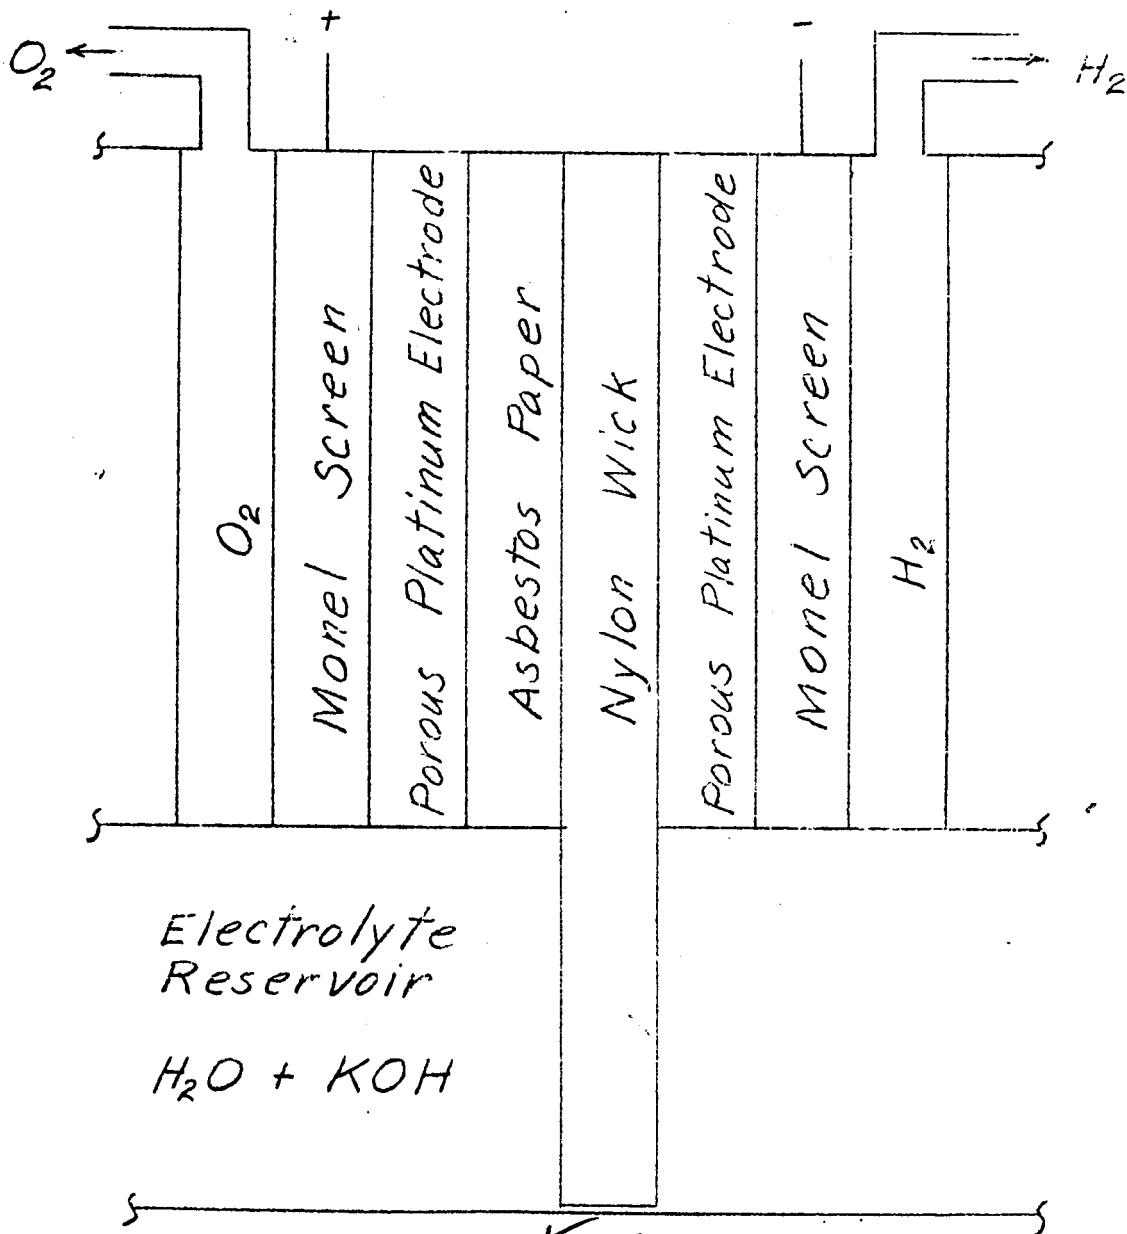 +
-
O₂
H₂
O₂
Monel Screen
Porous Platinum Electrode
Asbestos Paper
Nylon Wick
Porous Platinum Electrode
Monel Screen
H₂
Electrolyte
Reservoir
H₂O + KOH